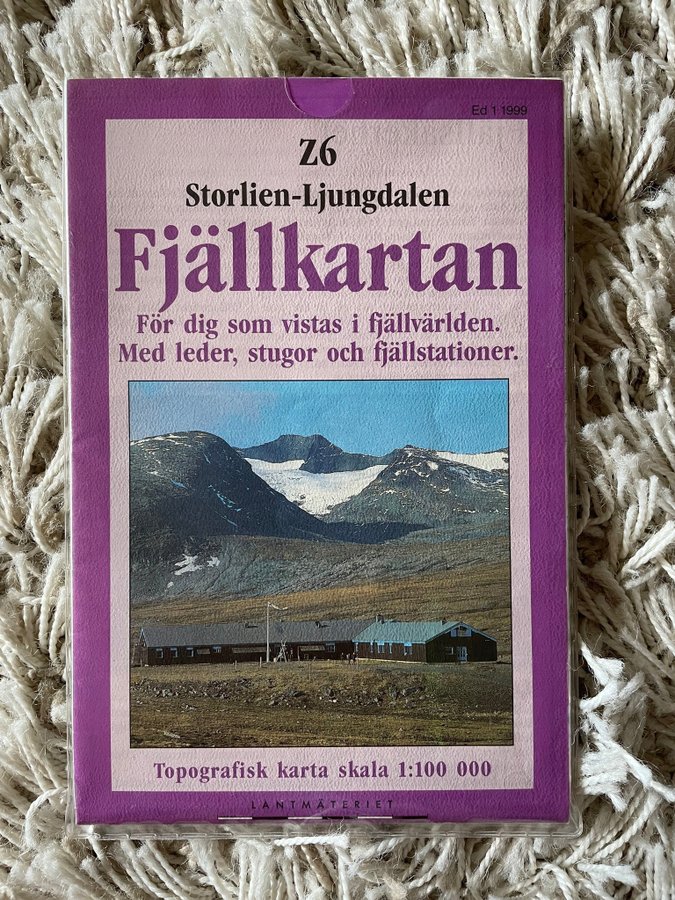 Ed 1 1999
Z6
Storlien-Ljungdalen
Fjällkartan
För dig som vistas i fjällvärlden.
Med leder, stugor och fjällstationer.
Topografisk karta skala 1:100 000
LANTMÄTERIET